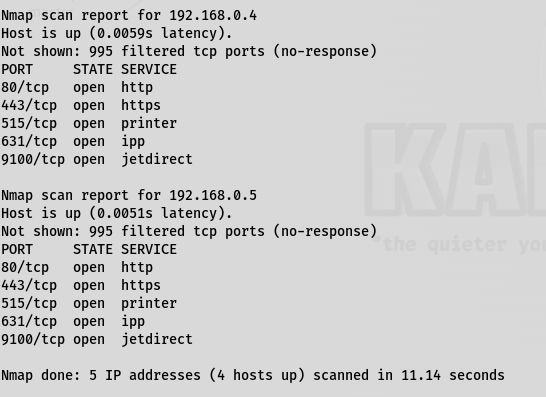 Nmap scan report for 192.168.0.4
Host is up (0.0059s latency).
Not shown: 995 filtered tcp ports (no-response)
PORT     STATE SERVICE
80/tcp   open  http
443/tcp  open  https
515/tcp  open  printer
631/tcp  open  ipp
9100/tcp open  jetdirect
KA
"the quieter you
Nmap scan report for 192.168.0.5
Host is up (0.0051s latency).
Not shown: 995 filtered tcp ports (no-response)
PORT     STATE SERVICE
80/tcp   open  http
443/tcp  open  https
515/tcp  open  printer
631/tcp  open  ipp
9100/tcp open  jetdirect
Nmap done: 5 IP addresses (4 hosts up) scanned in 11.14 seconds